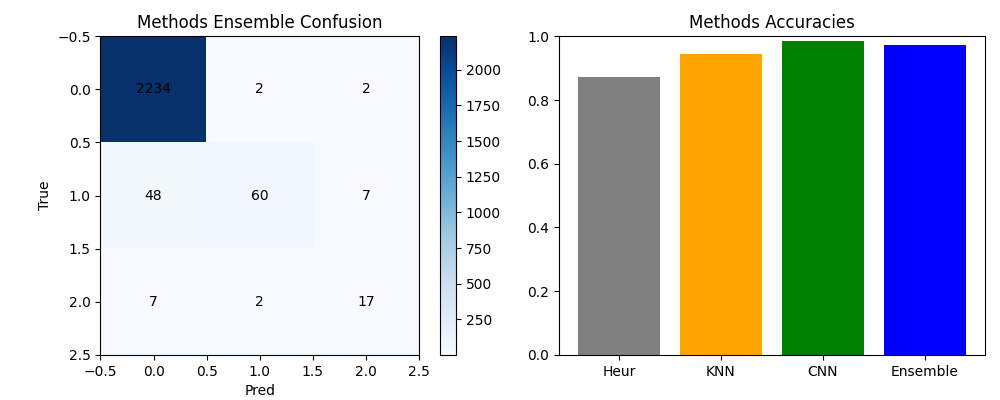 Methods Ensemble Confusion
−0.5
0.0
0.5
1.0
1.5
2.0
2.5
True
2234 2 2
48 60 7
7 2 17
−0.5 0.0 0.5 1.0 1.5 2.0 2.5
Pred
2000
1750
1500
1250
1000
750
500
250
Methods Accuracies
1.0
0.8
0.6
0.4
0.2
0.0
Heur KNN CNN Ensemble